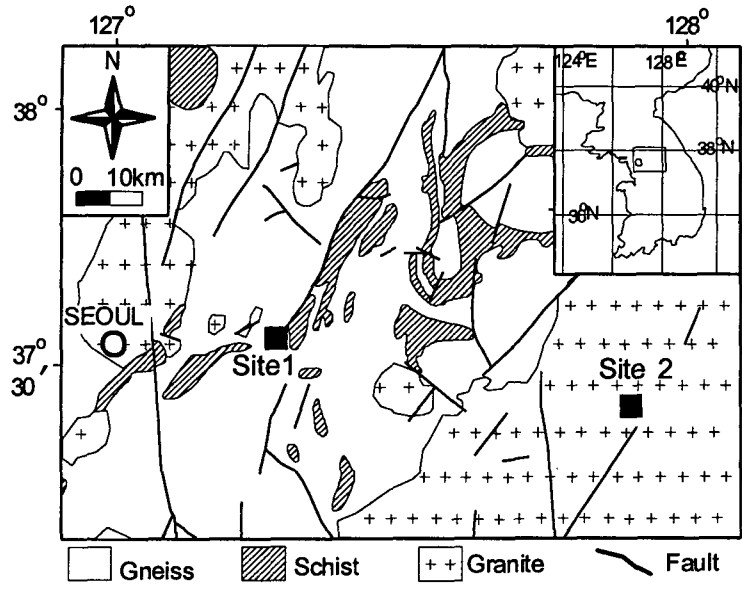 127°
128°
N
0 10km
124°E 128°E
40°N
38°N
36°N
38°
SEOUL
37°
30′
Site1
Site 2
Gneiss
Schist
Granite
Fault